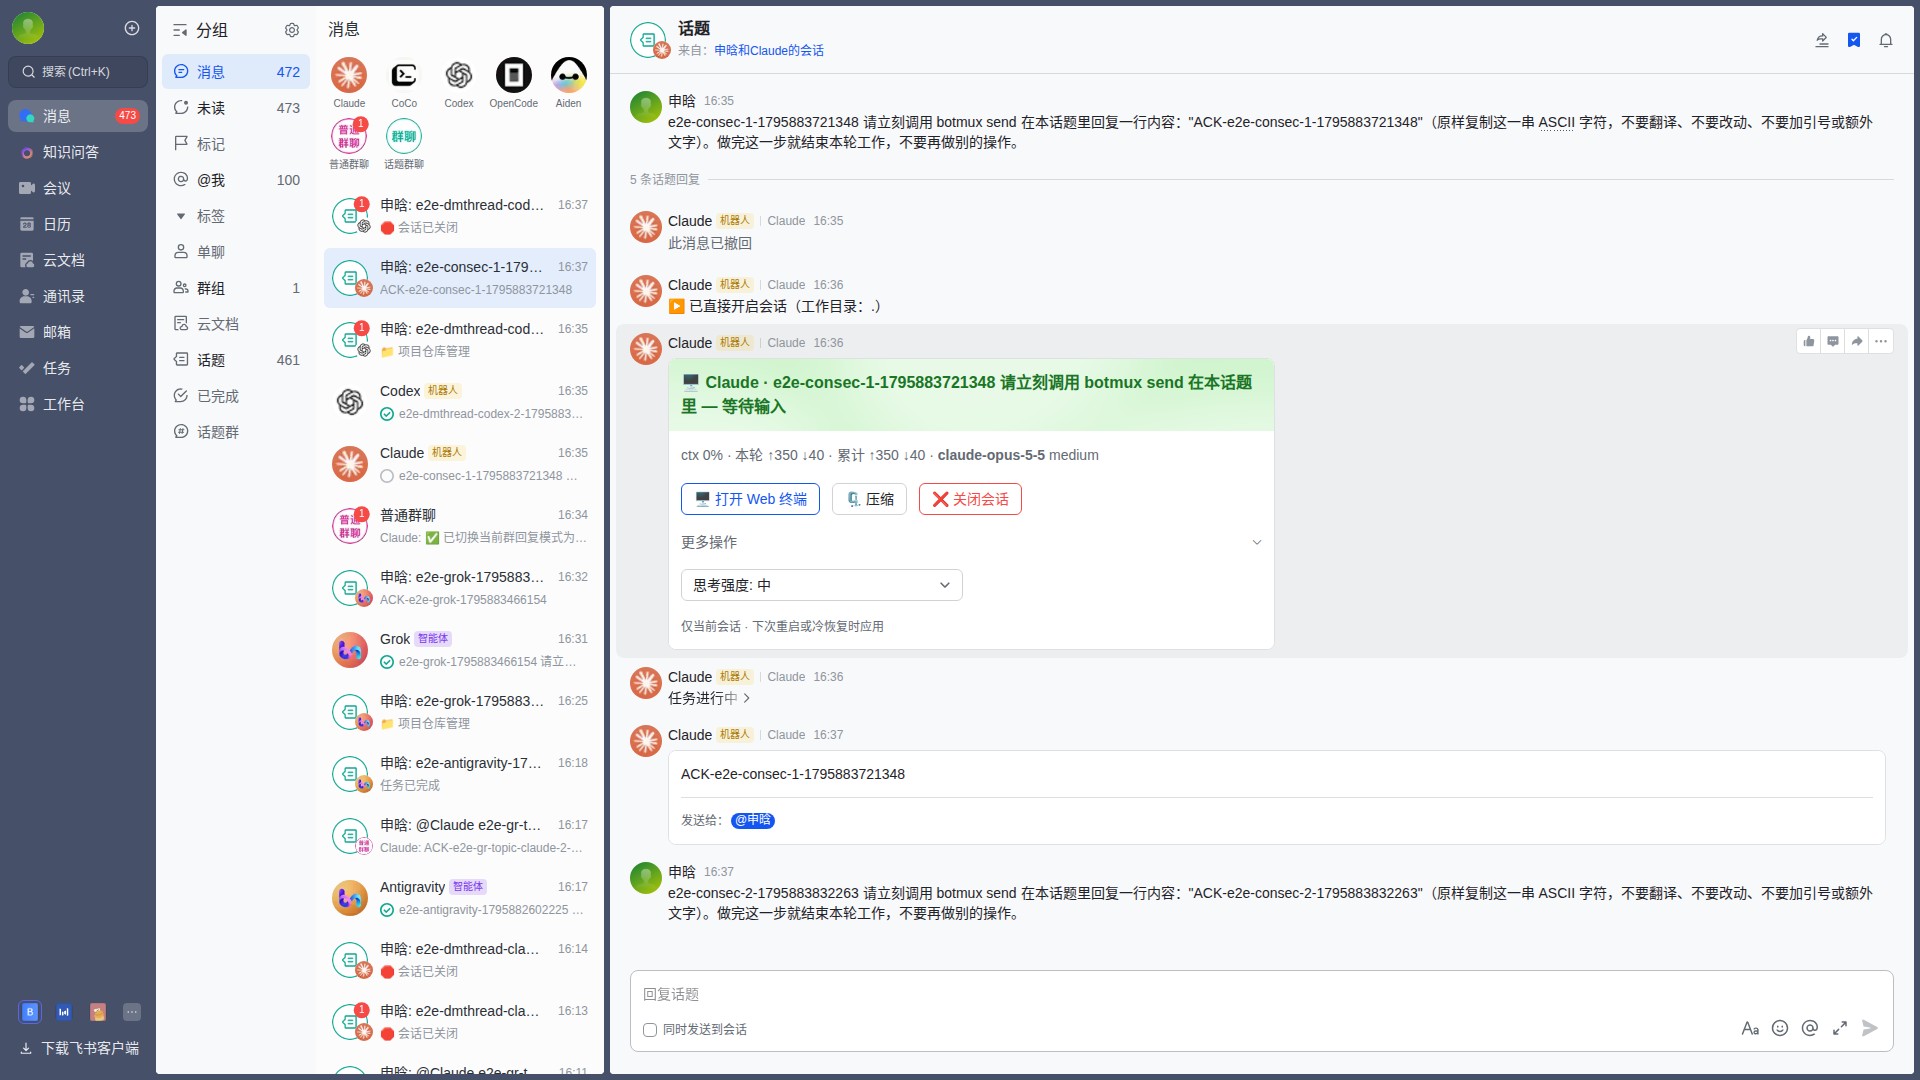 搜索 (Ctrl+K)
消息 473
知识问答
会议
日历
云文档
通讯录
邮箱
任务
工作台
下载飞书客户端
分组
消息 472
未读 473
标记
@我 100
标签
单聊
群组 1
云文档
话题 461
已完成
话题群
消息
Claude
CoCo
Codex
OpenCode
Aiden
1
普通群聊
群聊
话题群聊
1
申晗: e2e-dmthread-cod… 16:37
会话已关闭
申晗: e2e-consec-1-179… 16:37
ACK-e2e-consec-1-1795883721348
1
申晗: e2e-dmthread-cod… 16:35
项目仓库管理
Codex 机器人 16:35
e2e-dmthread-codex-2-1795883…
Claude 机器人 16:35
e2e-consec-1-1795883721348 …
普通群聊
1
普通群聊 16:34
Claude: ✅ 已切换当前群回复模式为…
申晗: e2e-grok-1795883… 16:32
ACK-e2e-grok-1795883466154
Grok 智能体 16:31
e2e-grok-1795883466154 请立…
申晗: e2e-grok-1795883… 16:25
项目仓库管理
申晗: e2e-antigravity-17… 16:18
任务已完成
申晗: @Claude e2e-gr-t… 16:17
Claude: ACK-e2e-gr-topic-claude-2-…
Antigravity 智能体 16:17
e2e-antigravity-1795882602225 …
申晗: e2e-dmthread-cla… 16:14
会话已关闭
1
申晗: e2e-dmthread-cla… 16:13
会话已关闭
申晗: @Claude e2e-gr-t… 16:11
话题
来自：申晗和Claude的会话
申晗 16:35
e2e-consec-1-1795883721348 请立刻调用 botmux send 在本话题里回复一行内容："ACK-e2e-consec-1-1795883721348"（原样复制这一串 ASCII 字符，不要翻译、不要改动、不要加引号或额外
文字）。做完这一步就结束本轮工作，不要再做别的操作。
5 条话题回复
Claude 机器人 | Claude 16:35
此消息已撤回
Claude 机器人 | Claude 16:36
▶️ 已直接开启会话（工作目录：.）
Claude 机器人 | Claude 16:36
🖥️ Claude · e2e-consec-1-1795883721348 请立刻调用 botmux send 在本话题
里 — 等待输入
ctx 0% · 本轮 ↑350 ↓40 · 累计 ↑350 ↓40 · claude-opus-5-5 medium
🖥️ 打开 Web 终端
🗜️ 压缩
❌ 关闭会话
更多操作
思考强度: 中
仅当前会话 · 下次重启或冷恢复时应用
Claude 机器人 | Claude 16:36
任务进行中
Claude 机器人 | Claude 16:37
ACK-e2e-consec-1-1795883721348
发送给：@申晗
申晗 16:37
e2e-consec-2-1795883832263 请立刻调用 botmux send 在本话题里回复一行内容："ACK-e2e-consec-2-1795883832263"（原样复制这一串 ASCII 字符，不要翻译、不要改动、不要加引号或额外
文字）。做完这一步就结束本轮工作，不要再做别的操作。
回复话题
同时发送到会话